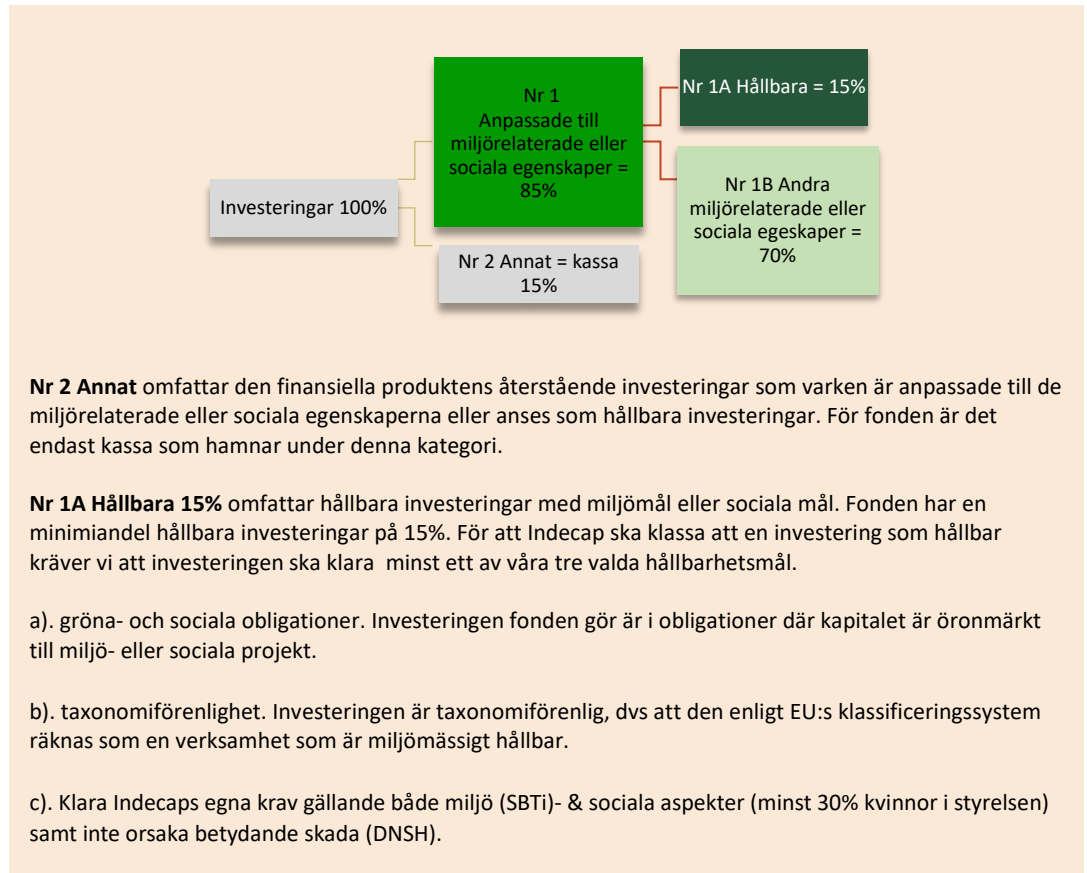 Investeringar 100%
Nr 1
Anpassade till
miljörelaterade eller
sociala egenskaper =
85%
Nr 2 Annat = kassa
15%
Nr 1A Hållbara = 15%
Nr 1B Andra
miljörelaterade eller
sociala egeskaper =
70%
Nr 2 Annat omfattar den finansiella produktens återstående investeringar som varken är anpassade till de
miljörelaterade eller sociala egenskaperna eller anses som hållbara investeringar. För fonden är det
endast kassa som hamnar under denna kategori.
Nr 1A Hållbara 15% omfattar hållbara investeringar med miljömål eller sociala mål. Fonden har en
minimiandel hållbara investeringar på 15%. För att Indecap ska klassa att en investering som hållbar
kräver vi att investeringen ska klara minst ett av våra tre valda hållbarhetsmål.
a). gröna- och sociala obligationer. Investeringen fonden gör är i obligationer där kapitalet är öronmärkt
till miljö- eller sociala projekt.
b). taxonomiförenlighet. Investeringen är taxonomiförenlig, dvs att den enligt EU:s klassificeringssystem
räknas som en verksamhet som är miljömässigt hållbar.
c). Klara Indecaps egna krav gällande både miljö (SBTi)- & sociala aspekter (minst 30% kvinnor i styrelsen)
samt inte orsaka betydande skada (DNSH).